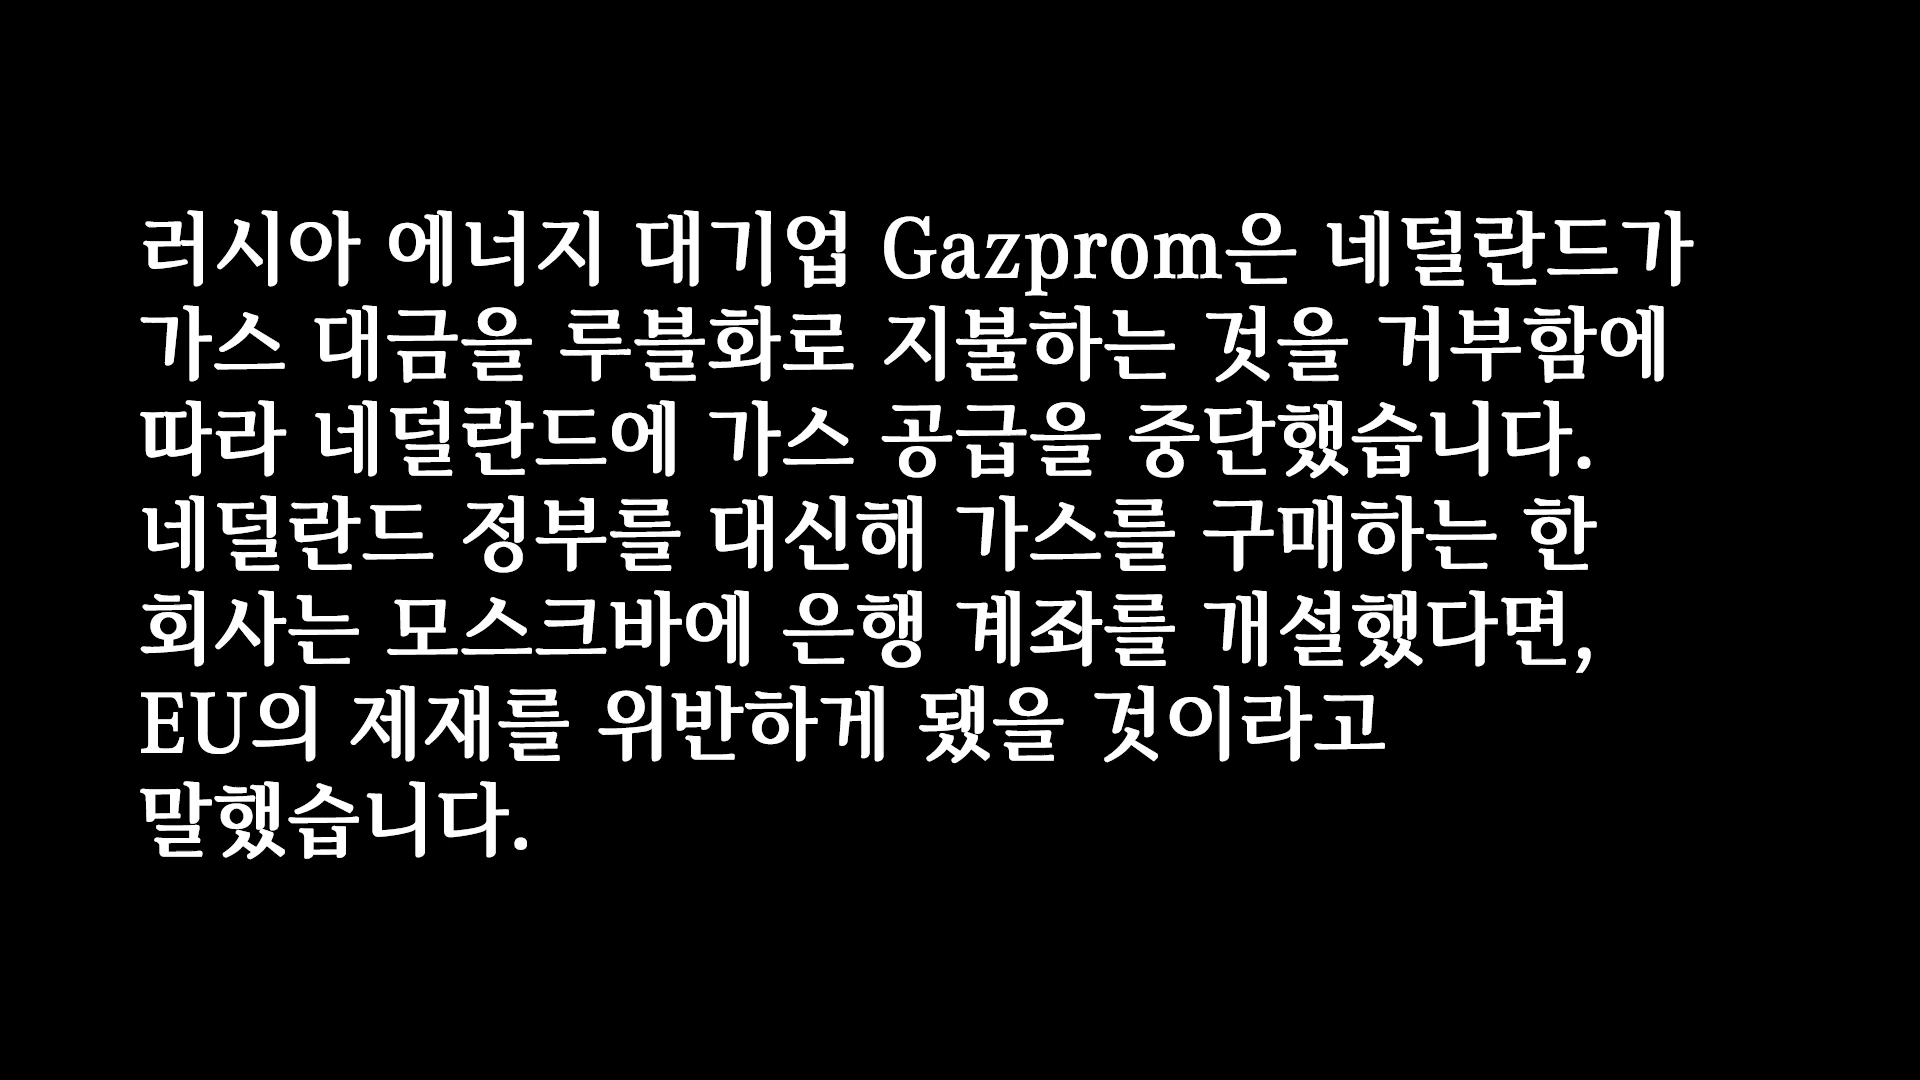 러시아 에너지 대기업 Gazprom은 네덜란드가
가스 대금을 루블화로 지불하는 것을 거부함에
따라 네덜란드에 가스 공급을 중단했습니다.
네덜란드 정부를 대신해 가스를 구매하는 한
회사는 모스크바에 은행 계좌를 개설했다면,
EU의 제재를 위반하게 됐을 것이라고
말했습니다.